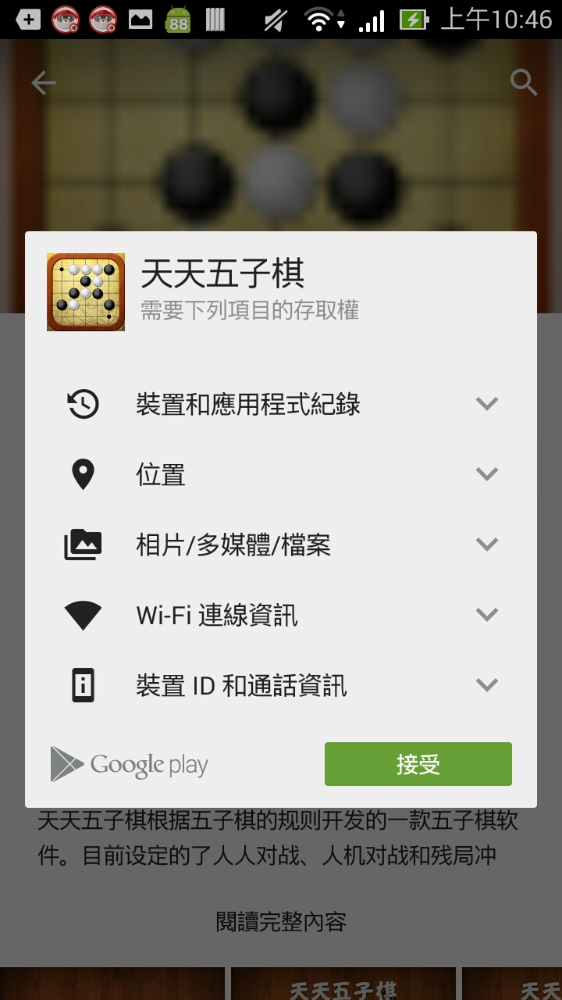 88
上午10:46
天天五子棋
需要下列項目的存取權
裝置和應用程式紀錄
位置
相片/多媒體/檔案
Wi-Fi 連線資訊
裝置 ID 和通話資訊
Google play
接受
天天五子棋根据五子棋的规则开发的一款五子棋软
件。目前设定的了人人对战、人机对战和残局冲
閱讀完整內容
天天五子棋
天天